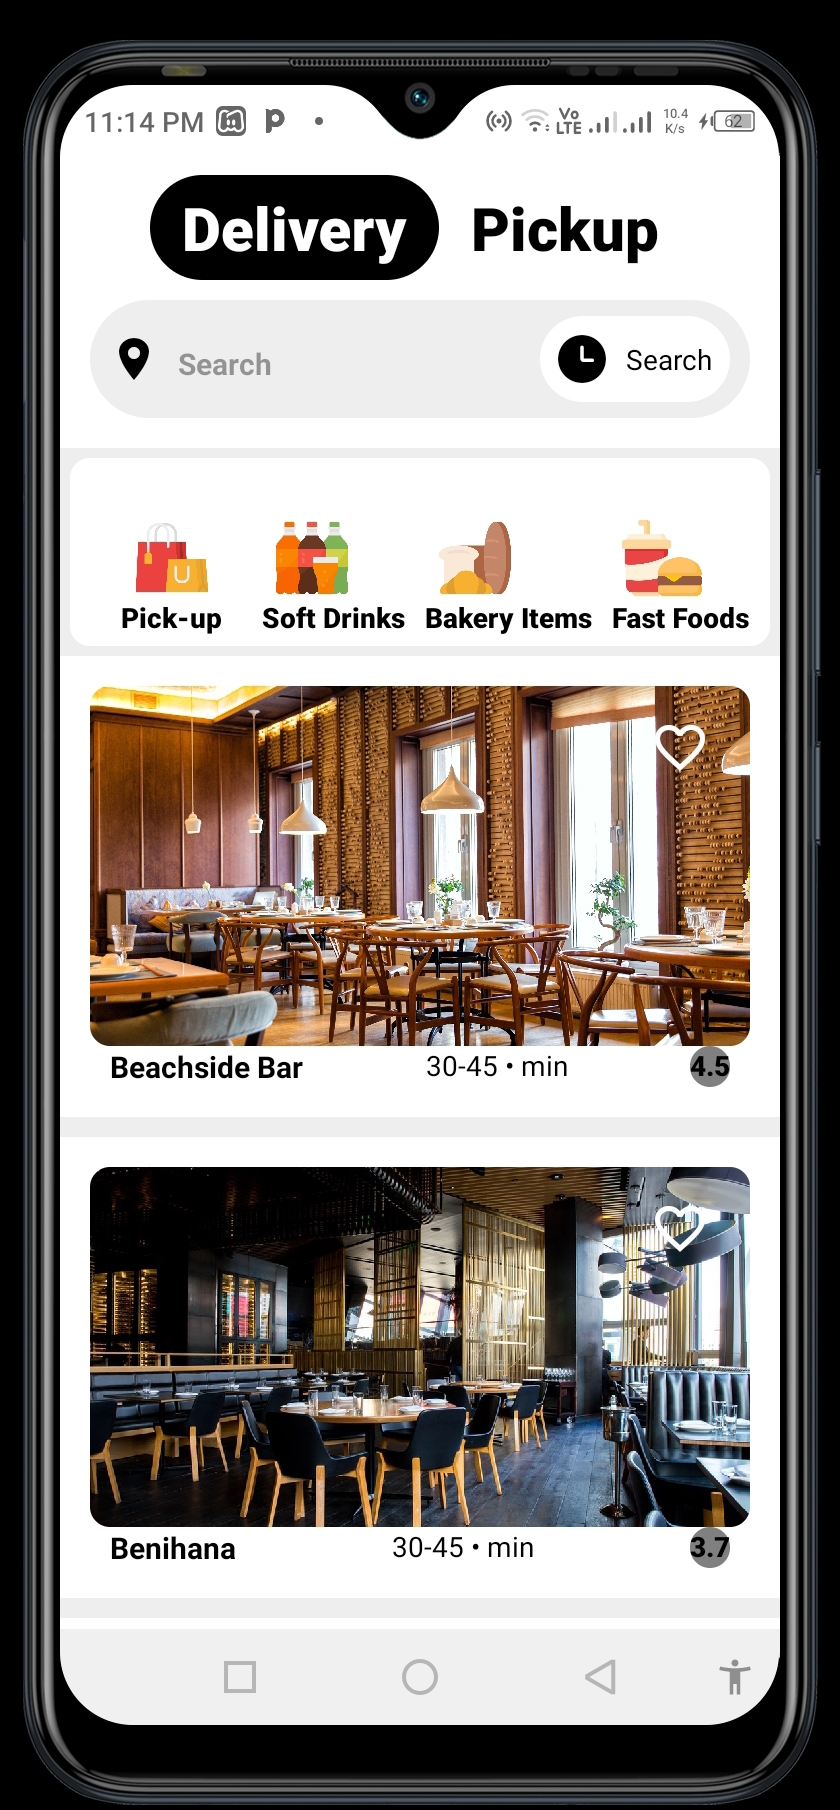 11:14 PM
Vo LTE
10.4 K/s
62
Delivery Pickup
Search Search
Pick-up Soft Drinks Bakery Items Fast Foods
Beachside Bar 30-45 • min 4.5
Benihana 30-45 • min 3.7